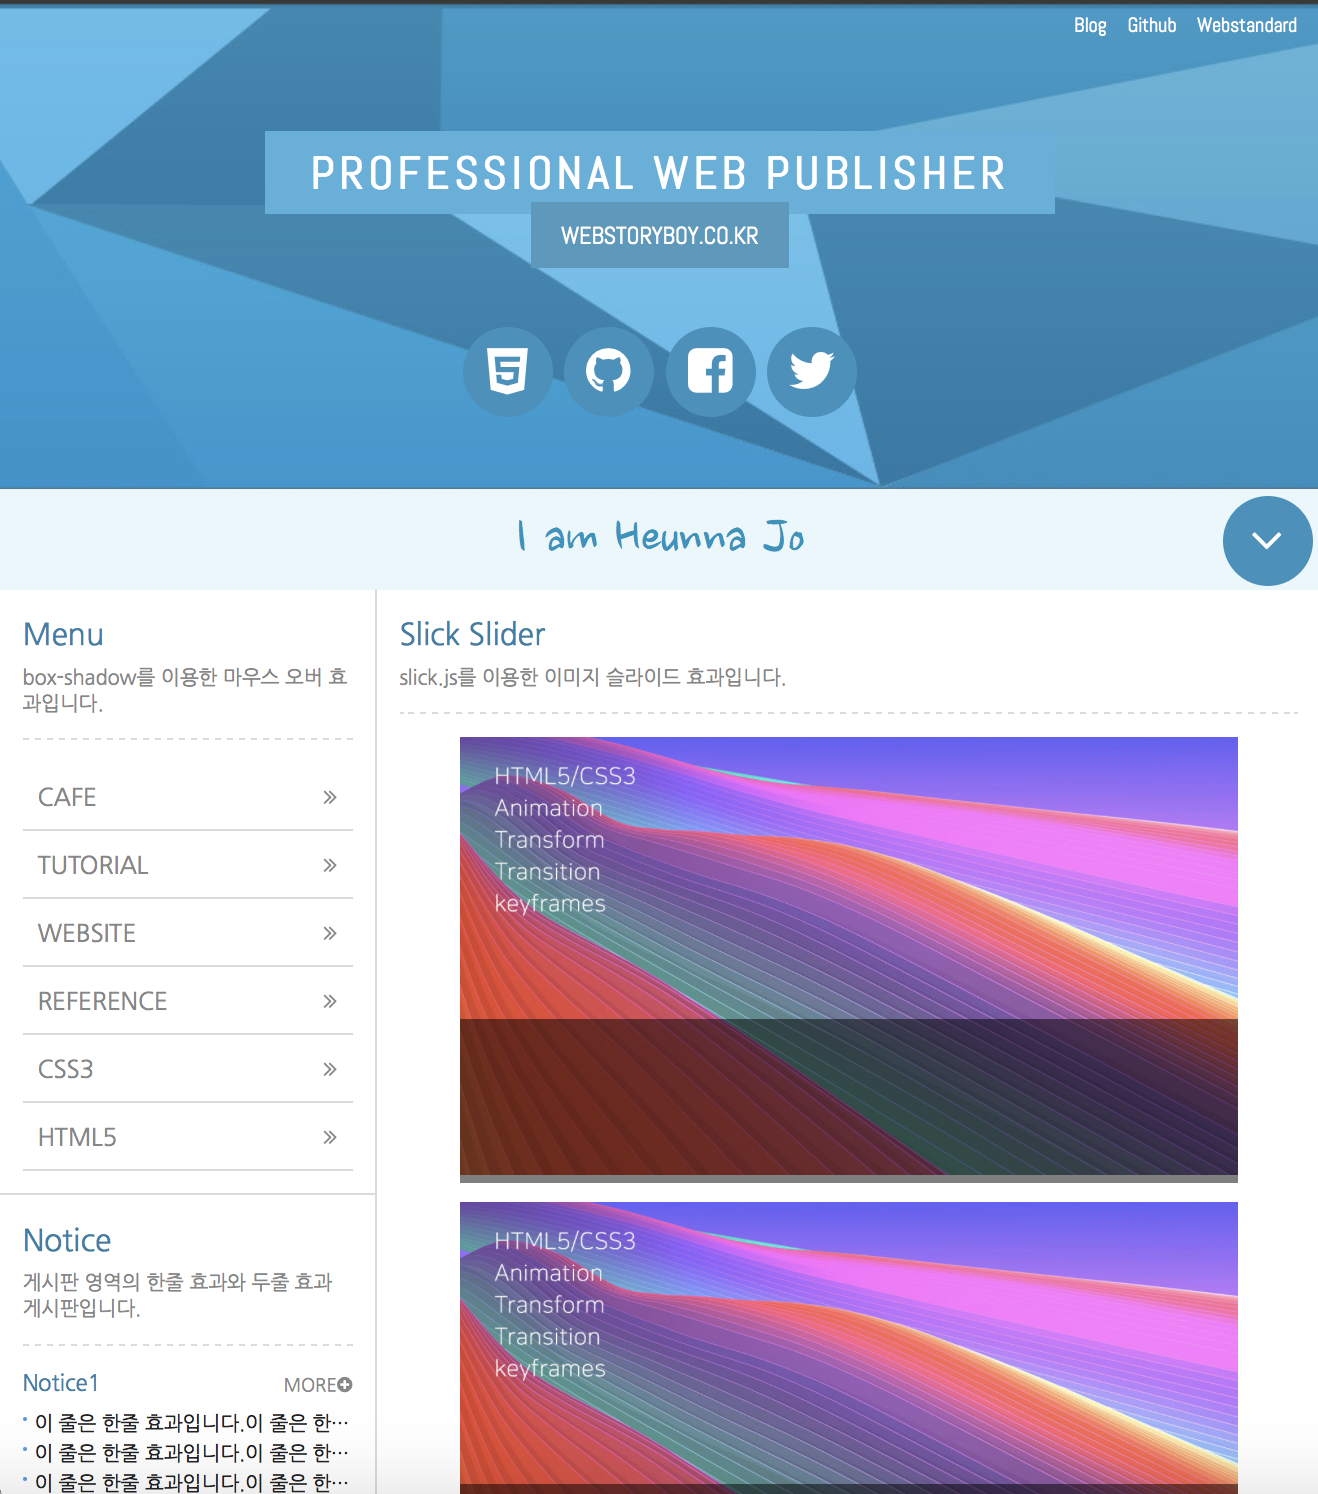 Blog Github Webstandard
PROFESSIONAL WEB PUBLISHER
WEBSTORYBOY.CO.KR
I am Heunna Jo
Menu
box-shadow를 이용한 마우스 오버 효
과입니다.
CAFE
TUTORIAL
WEBSITE
REFERENCE
CSS3
HTML5
Notice
게시판 영역의 한줄 효과와 두줄 효과
게시판입니다.
Notice1 MORE
이 줄은 한줄 효과입니다.이 줄은 한…
이 줄은 한줄 효과입니다.이 줄은 한…
이 줄은 한줄 효과입니다.이 줄은 한…
Slick Slider
slick.js를 이용한 이미지 슬라이드 효과입니다.
HTML5/CSS3
Animation
Transform
Transition
keyframes
HTML5/CSS3
Animation
Transform
Transition
keyframes